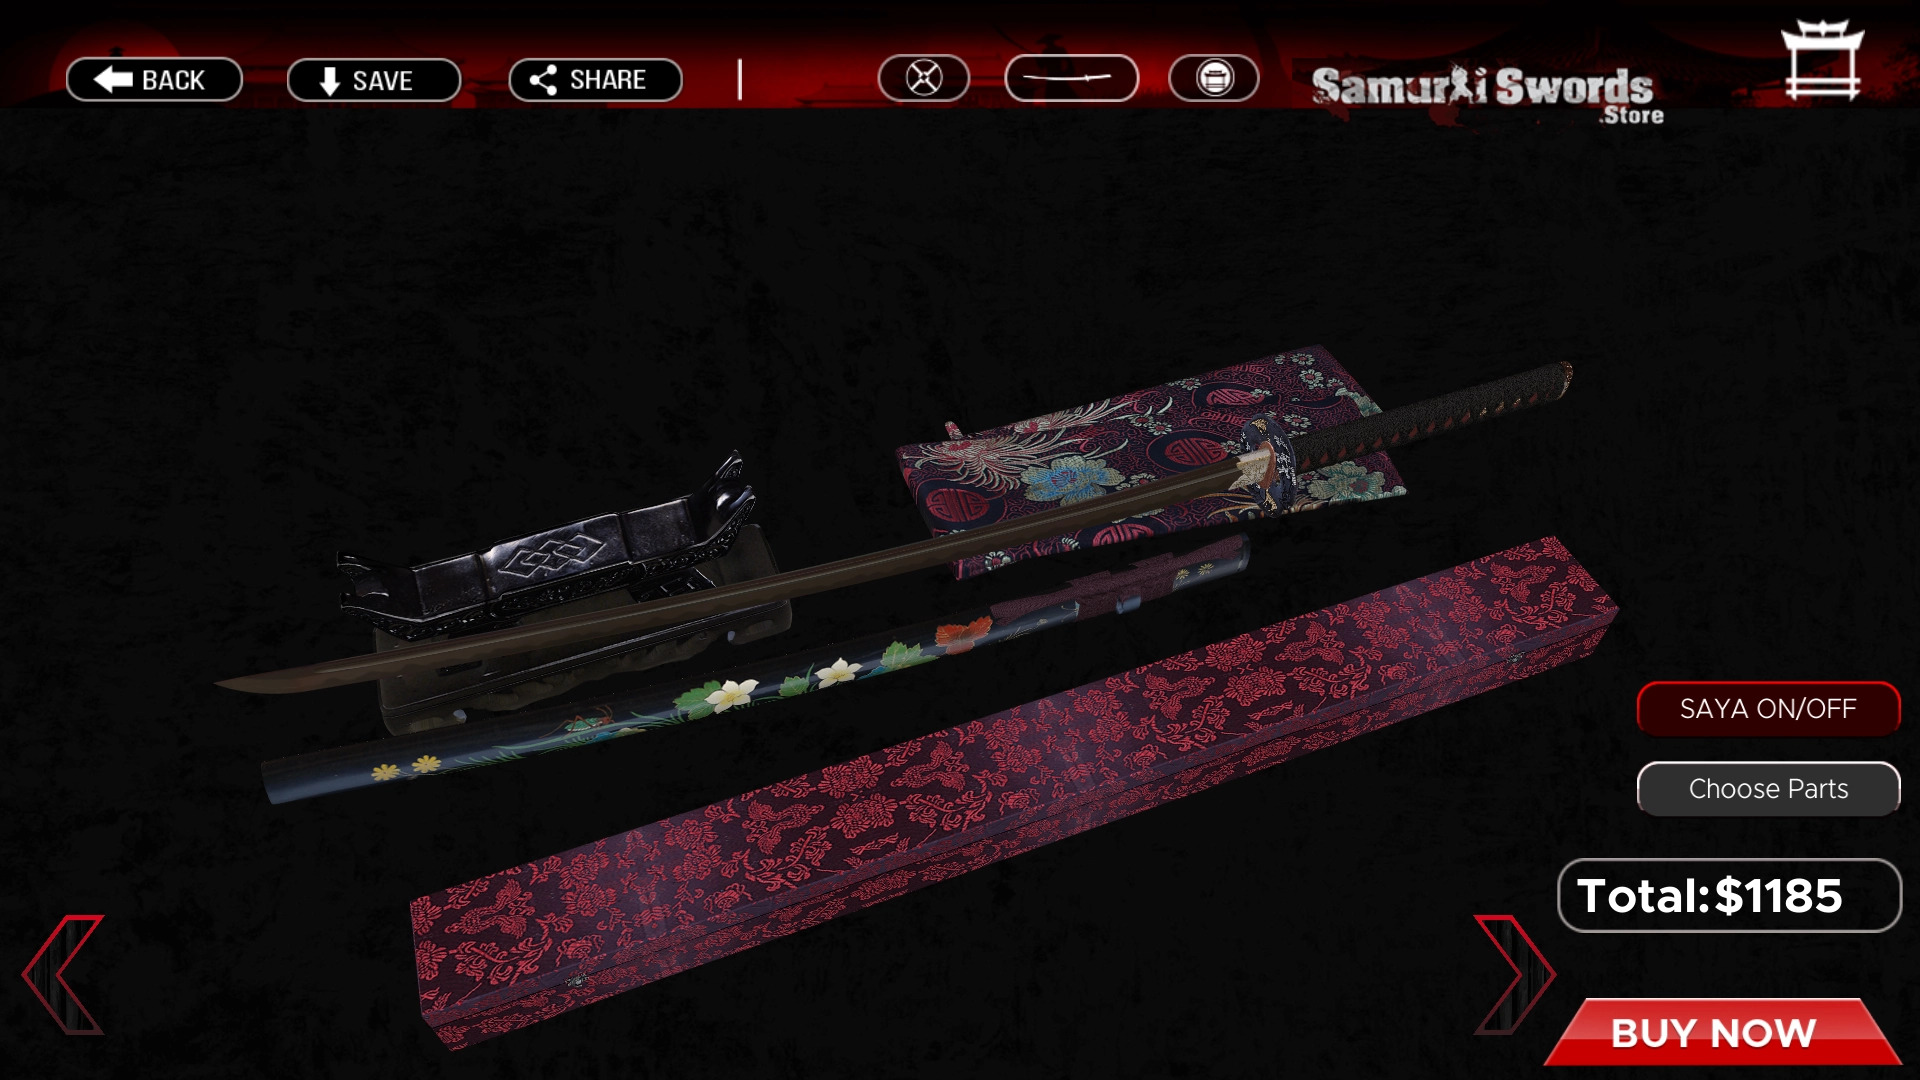 BACK
SAVE
SHARE
Samurai Swords
.Store
SAYA ON/OFF
Choose Parts
Total:$1185
BUY NOW